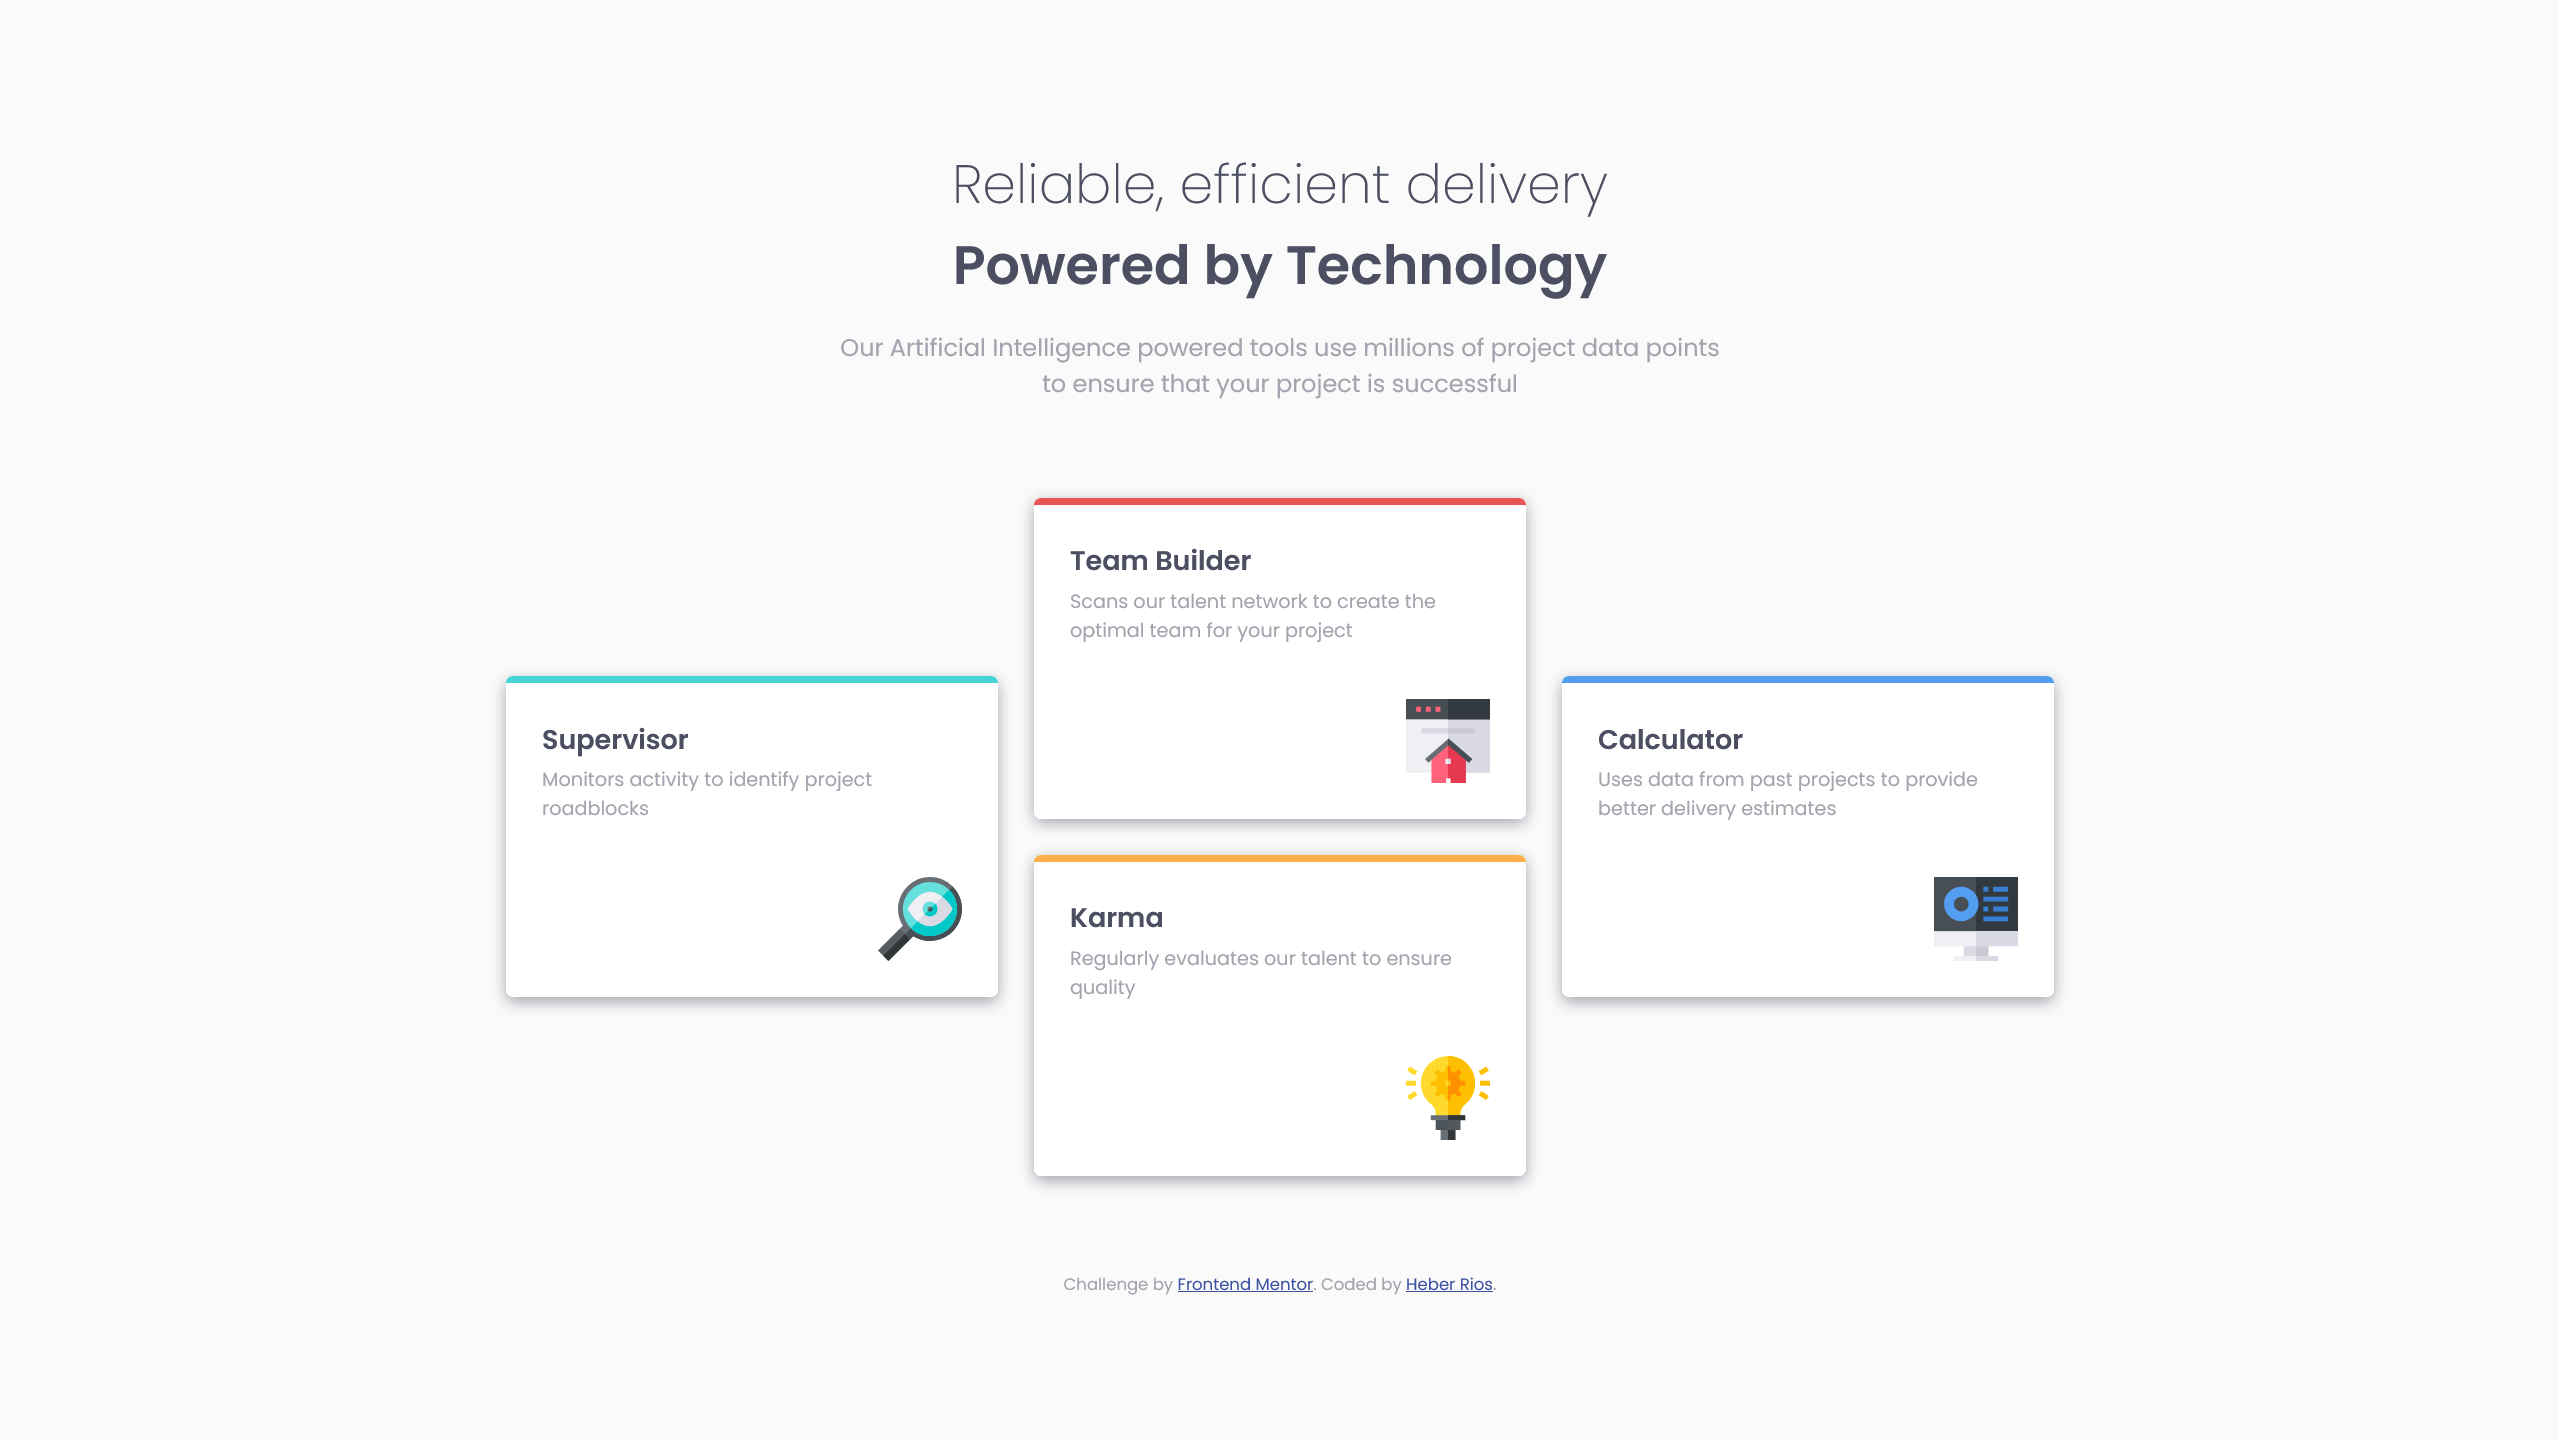 Reliable, efficient delivery
Powered by Technology
Our Artificial Intelligence powered tools use millions of project data points
to ensure that your project is successful
Supervisor
Monitors activity to identify project
roadblocks
Team Builder
Scans our talent network to create the
optimal team for your project
Karma
Regularly evaluates our talent to ensure
quality
Calculator
Uses data from past projects to provide
better delivery estimates
Challenge by Frontend Mentor. Coded by Heber Rios.